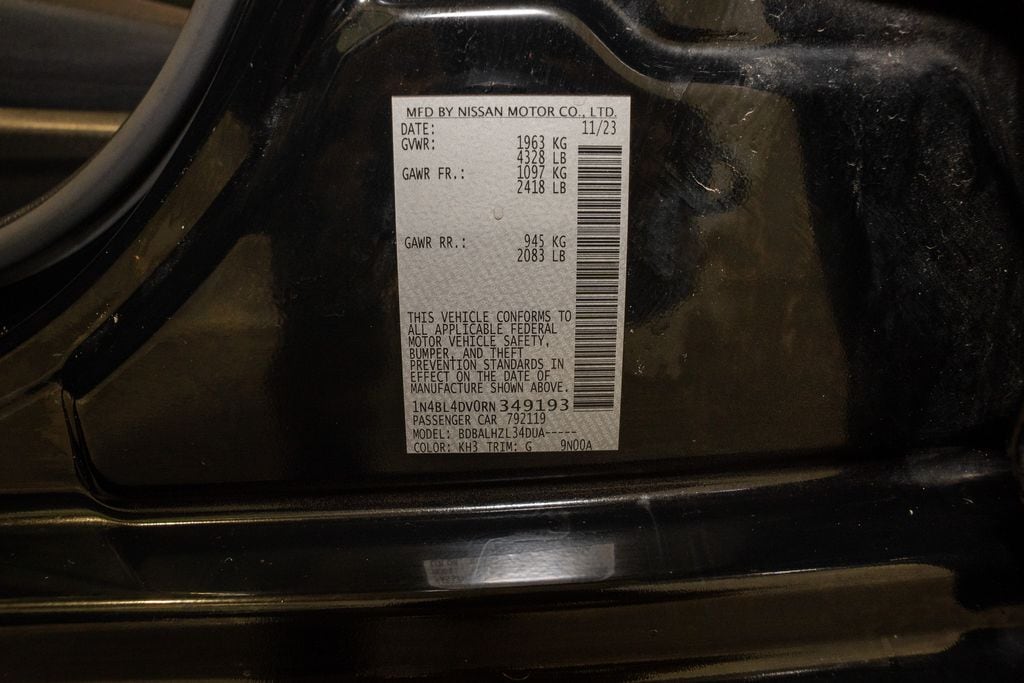 MFD BY NISSAN MOTOR CO., LTD.
DATE: 11/23
GVWR: 1963 KG
4328 LB
GAWR FR.: 1097 KG
2418 LB
GAWR RR.: 945 KG
2083 LB
THIS VEHICLE CONFORMS TO
ALL APPLICABLE FEDERAL
MOTOR VEHICLE SAFETY,
BUMPER, AND THEFT
PREVENTION STANDARDS IN
EFFECT ON THE DATE OF
MANUFACTURE SHOWN ABOVE.
1N4BL4DV0RN349193
PASSENGER CAR 792119
MODEL: BDBALHZL34DUA-----
COLOR: KH3 TRIM: G 9N00A